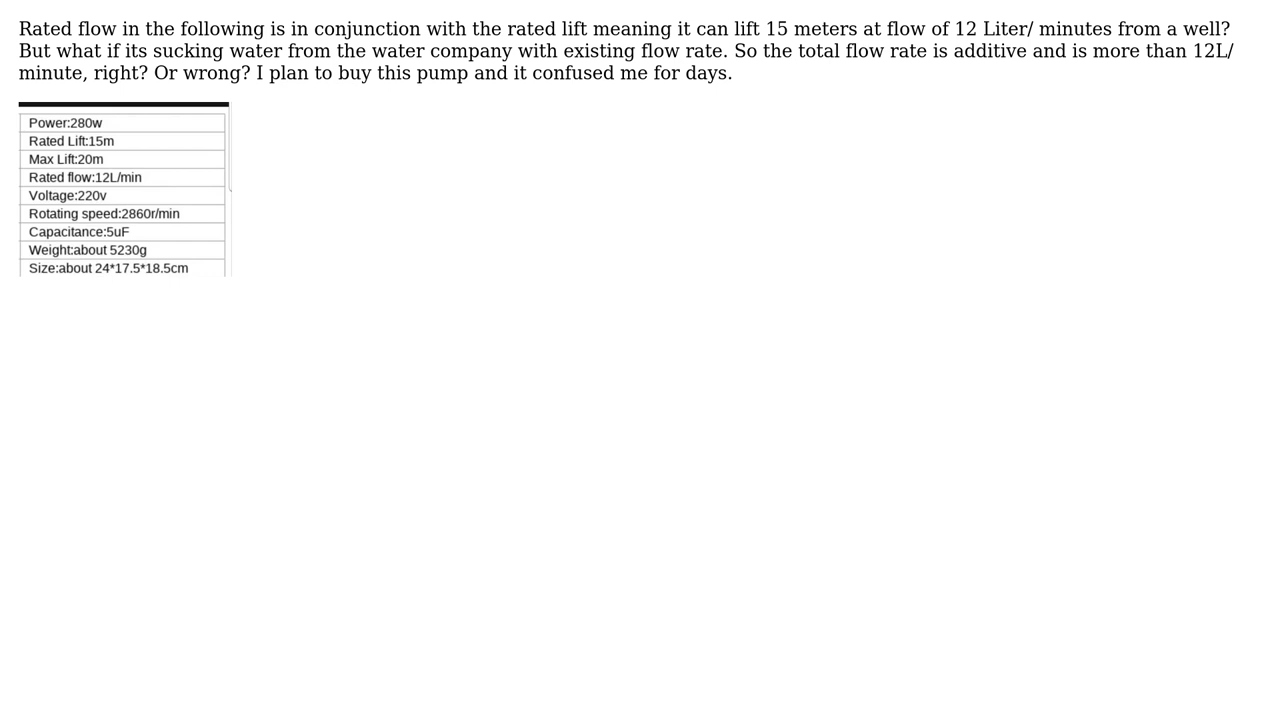 Rated flow in the following is in conjunction with the rated lift meaning it can lift 15 meters at flow of 12 Liter/ minutes from a well?
But what if its sucking water from the water company with existing flow rate. So the total flow rate is additive and is more than 12L/
minute, right? Or wrong? I plan to buy this pump and it confused me for days.
Power:280w
Rated Lift:15m
Max Lift:20m
Rated flow:12L/min
Voltage:220v
Rotating speed:2860r/min
Capacitance:5uF
Weight:about 5230g
Size:about 24*17.5*18.5cm